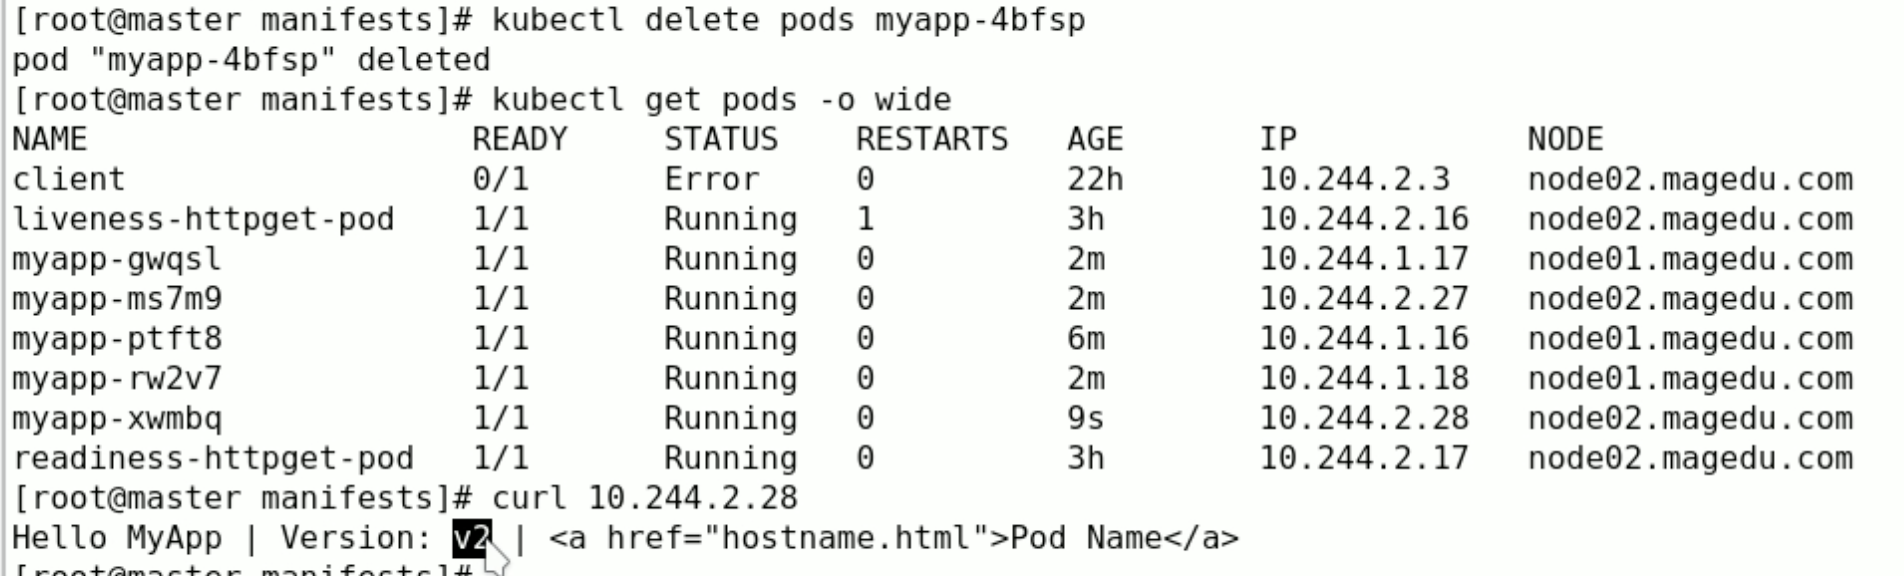 [root@master manifests]# kubectl delete pods myapp-4bfsp
pod "myapp-4bfsp" deleted
[root@master manifests]# kubectl get pods -o wide
NAME                    READY     STATUS    RESTARTS   AGE       IP            NODE
client                  0/1       Error     0          22h       10.244.2.3    node02.magedu.com
liveness-httpget-pod    1/1       Running   1          3h        10.244.2.16   node02.magedu.com
myapp-gwqsl             1/1       Running   0          2m        10.244.1.17   node01.magedu.com
myapp-ms7m9             1/1       Running   0          2m        10.244.2.27   node02.magedu.com
myapp-ptft8             1/1       Running   0          6m        10.244.1.16   node01.magedu.com
myapp-rw2v7             1/1       Running   0          2m        10.244.1.18   node01.magedu.com
myapp-xwmbq             1/1       Running   0          9s        10.244.2.28   node02.magedu.com
readiness-httpget-pod   1/1       Running   0          3h        10.244.2.17   node02.magedu.com
[root@master manifests]# curl 10.244.2.28
Hello MyApp | Version: v2 | <a href="hostname.html">Pod Name</a>
[root@master manifests]#